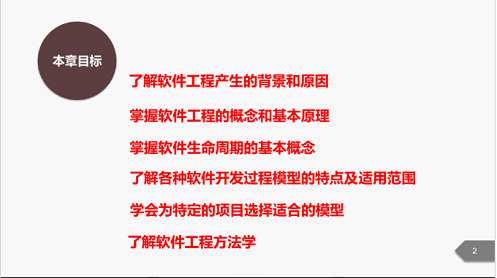 本章目标
了解软件工程产生的背景和原因
掌握软件工程的概念和基本原理
掌握软件生命周期的基本概念
了解各种软件开发过程模型的特点及适用范围
学会为特定的项目选择适合的模型
了解软件工程方法学
2